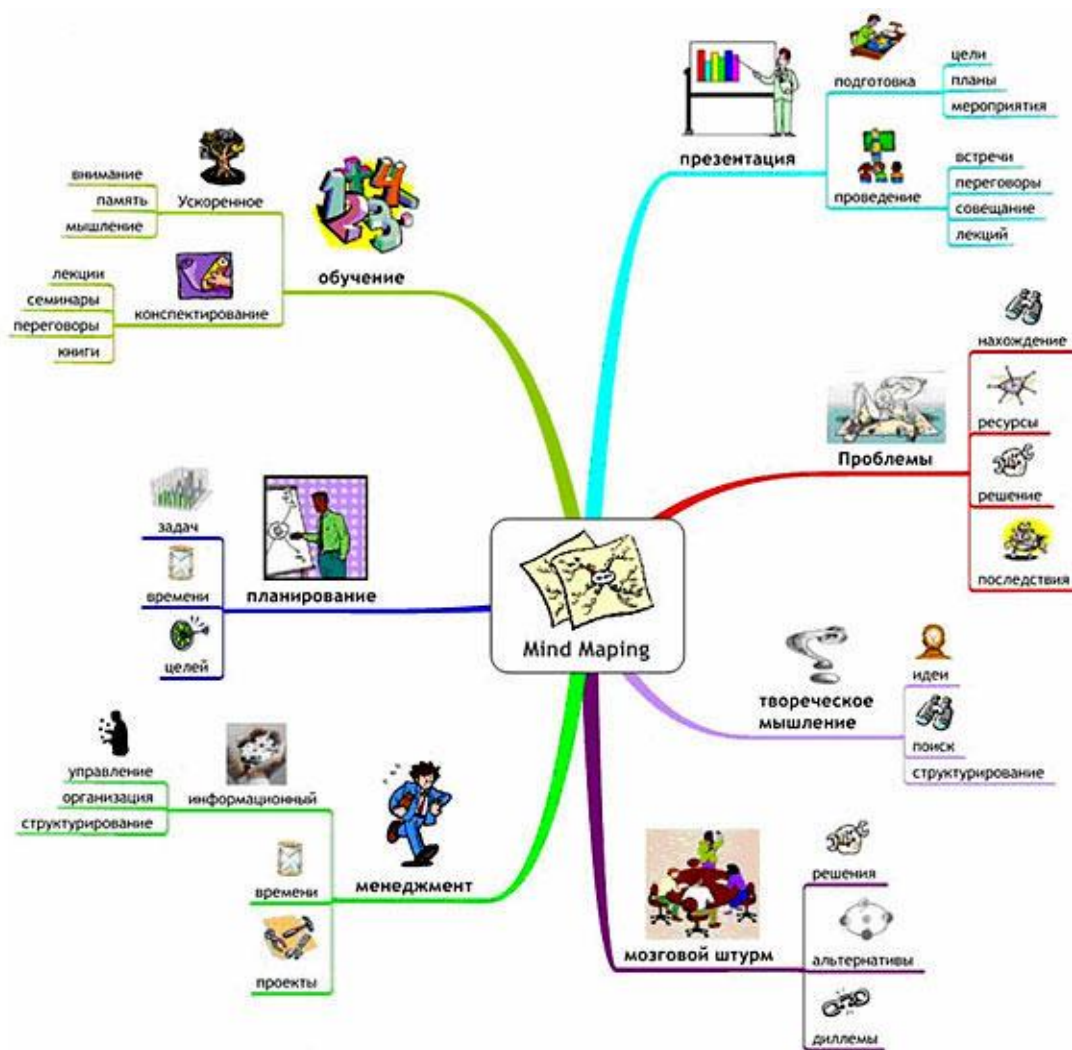 презентация
подготовка
цели
планы
мероприятия
проведение
встречи
переговоры
совещание
лекций
Проблемы
нахождение
ресурсы
решение
последствия
твореческое
мышление
идеи
поиск
структурирование
мозговой штурм
решения
альтернативы
диллемы
менеджмент
информационный
управление
организация
структурирование
времени
проекты
планирование
задач
времени
целей
обучение
Ускоренное
внимание
память
мышление
конспектирование
лекции
семинары
переговоры
книги
Mind Maping